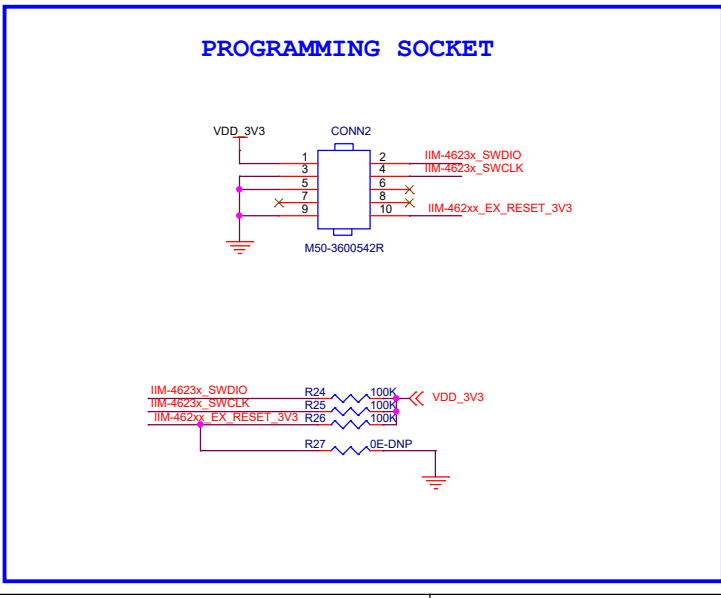 PROGRAMMING SOCKET
VDD_3V3
CONN2
1
2
IIM-4623x_SWDIO
3
4
IIM-4623x_SWCLK
5
6
7
8
9
10
IIM-462xx_EX_RESET_3V3
M50-3600542R
IIM-4623x_SWDIO
R24
100K
VDD_3V3
IIM-4623x_SWCLK
R25
100K
IIM-462xx_EX_RESET_3V3
R26
100K
R27
0E-DNP